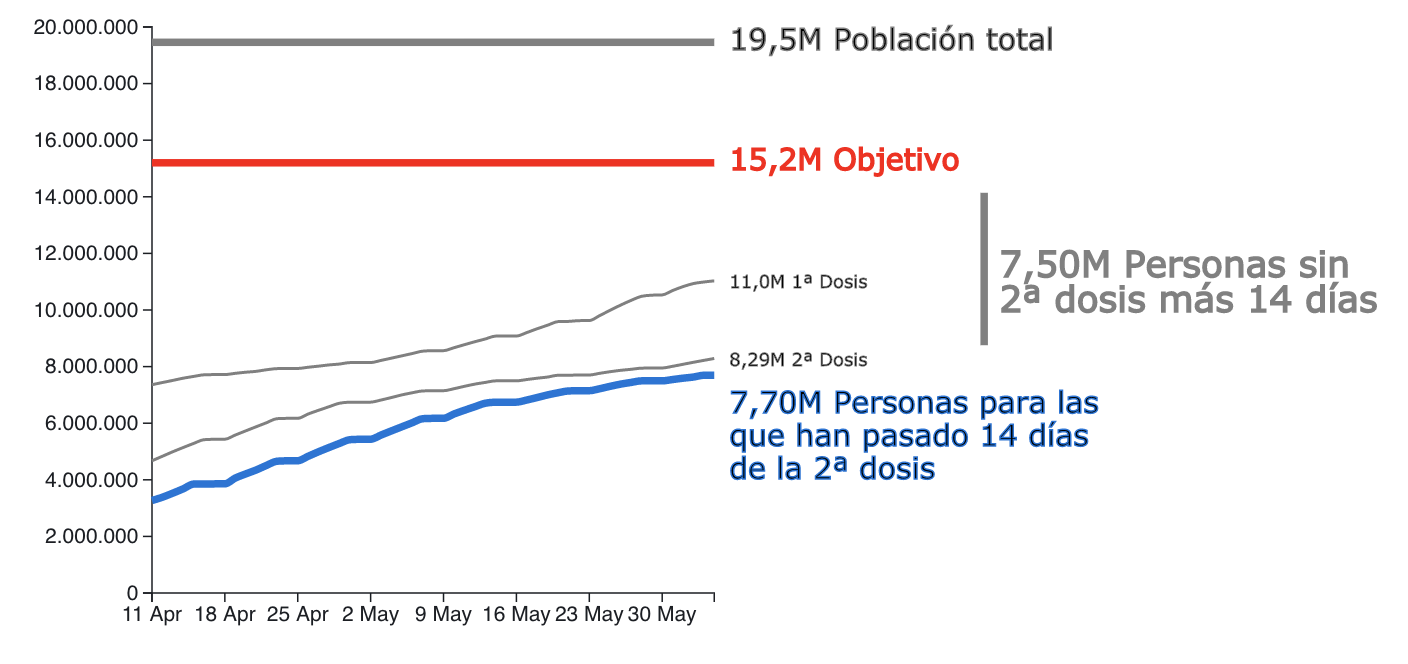 20.000.000
19,5M Población total
18.000.000
16.000.000
15,2M Objetivo
14.000.000
12.000.000
7,50M Personas sin
2ª dosis más 14 días
11,0M 1ª Dosis
10.000.000
8,29M 2ª Dosis
8.000.000
7,70M Personas para las
que han pasado 14 días
de la 2ª dosis
6.000.000
4.000.000
2.000.000
0
11 Apr 18 Apr 25 Apr 2 May 9 May 16 May 23 May 30 May